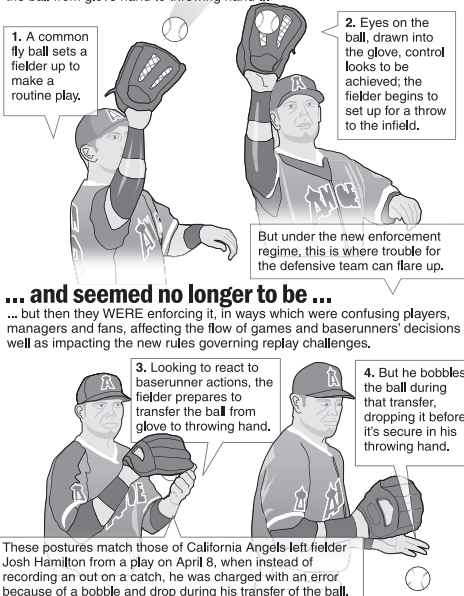 the ball from glove hand to throwing hand ...
1. A common
fly ball sets a
fielder up to
make a
routine play.
2. Eyes on the
ball, drawn into
the glove, control
looks to be
achieved; the
fielder begins to
set up for a throw
to the infield.
But under the new enforcement
regime, this is where trouble for
the defensive team can flare up.
... and seemed no longer to be ...
... but then they WERE enforcing it, in ways which were confusing players,
managers and fans, affecting the flow of games and baserunners' decisions
well as impacting the new rules governing replay challenges.
3. Looking to react to
baserunner actions, the
fielder prepares to
transfer the ball from
glove to throwing hand.
4. But he bobbles
the ball during
that transfer,
dropping it before
it's secure in his
throwing hand.
These postures match those of California Angels left fielder
Josh Hamilton from a play on April 8, when instead of
recording an out on a catch, he was charged with an error
because of a bobble and drop during his transfer of the ball.